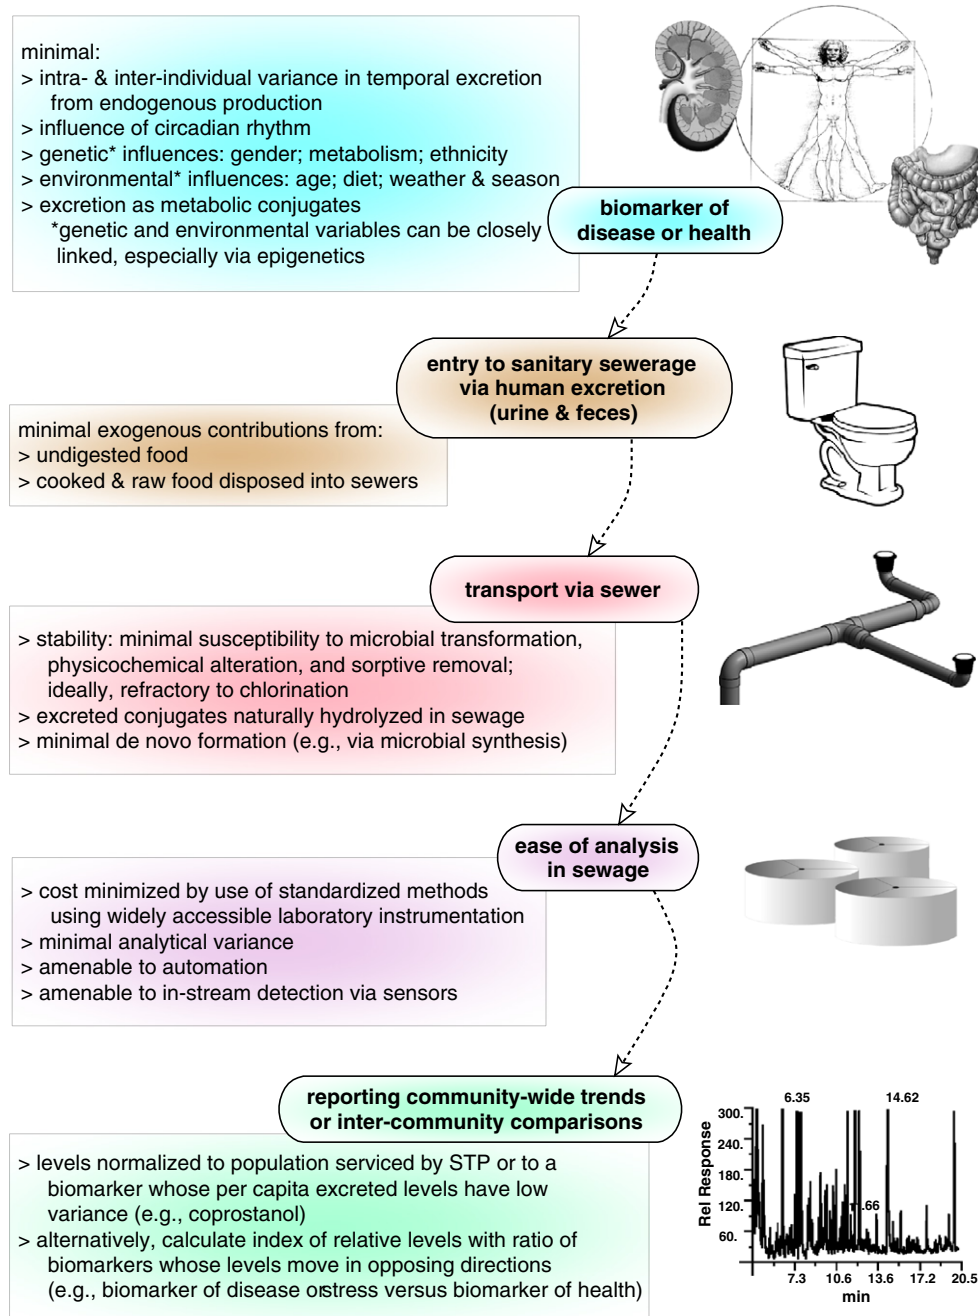 minimal:
> intra- & inter-individual variance in temporal excretion
from endogenous production
> influence of circadian rhythm
> genetic* influences: gender; metabolism; ethnicity
> environmental* influences: age; diet; weather & season
> excretion as metabolic conjugates
*genetic and environmental variables can be closely
linked, especially via epigenetics
biomarker of
disease or health
entry to sanitary sewerage
via human excretion
(urine & feces)
minimal exogenous contributions from:
> undigested food
> cooked & raw food disposed into sewers
transport via sewer
> stability: minimal susceptibility to microbial transformation,
physicochemical alteration, and sorptive removal;
ideally, refractory to chlorination
> excreted conjugates naturally hydrolyzed in sewage
> minimal de novo formation (e.g., via microbial synthesis)
ease of analysis
in sewage
> cost minimized by use of standardized methods
using widely accessible laboratory instrumentation
> minimal analytical variance
> amenable to automation
> amenable to in-stream detection via sensors
reporting community-wide trends
or inter-community comparisons
> levels normalized to population serviced by STP or to a
biomarker whose per capita excreted levels have low
variance (e.g., coprostanol)
> alternatively, calculate index of relative levels with ratio of
biomarkers whose levels move in opposing directions
(e.g., biomarker of disease or stress versus biomarker of health)
6.35 14.62
300.
240.
180.
120.
60.
Rel Response
7.3 10.6 13.6 17.2 20.5
min